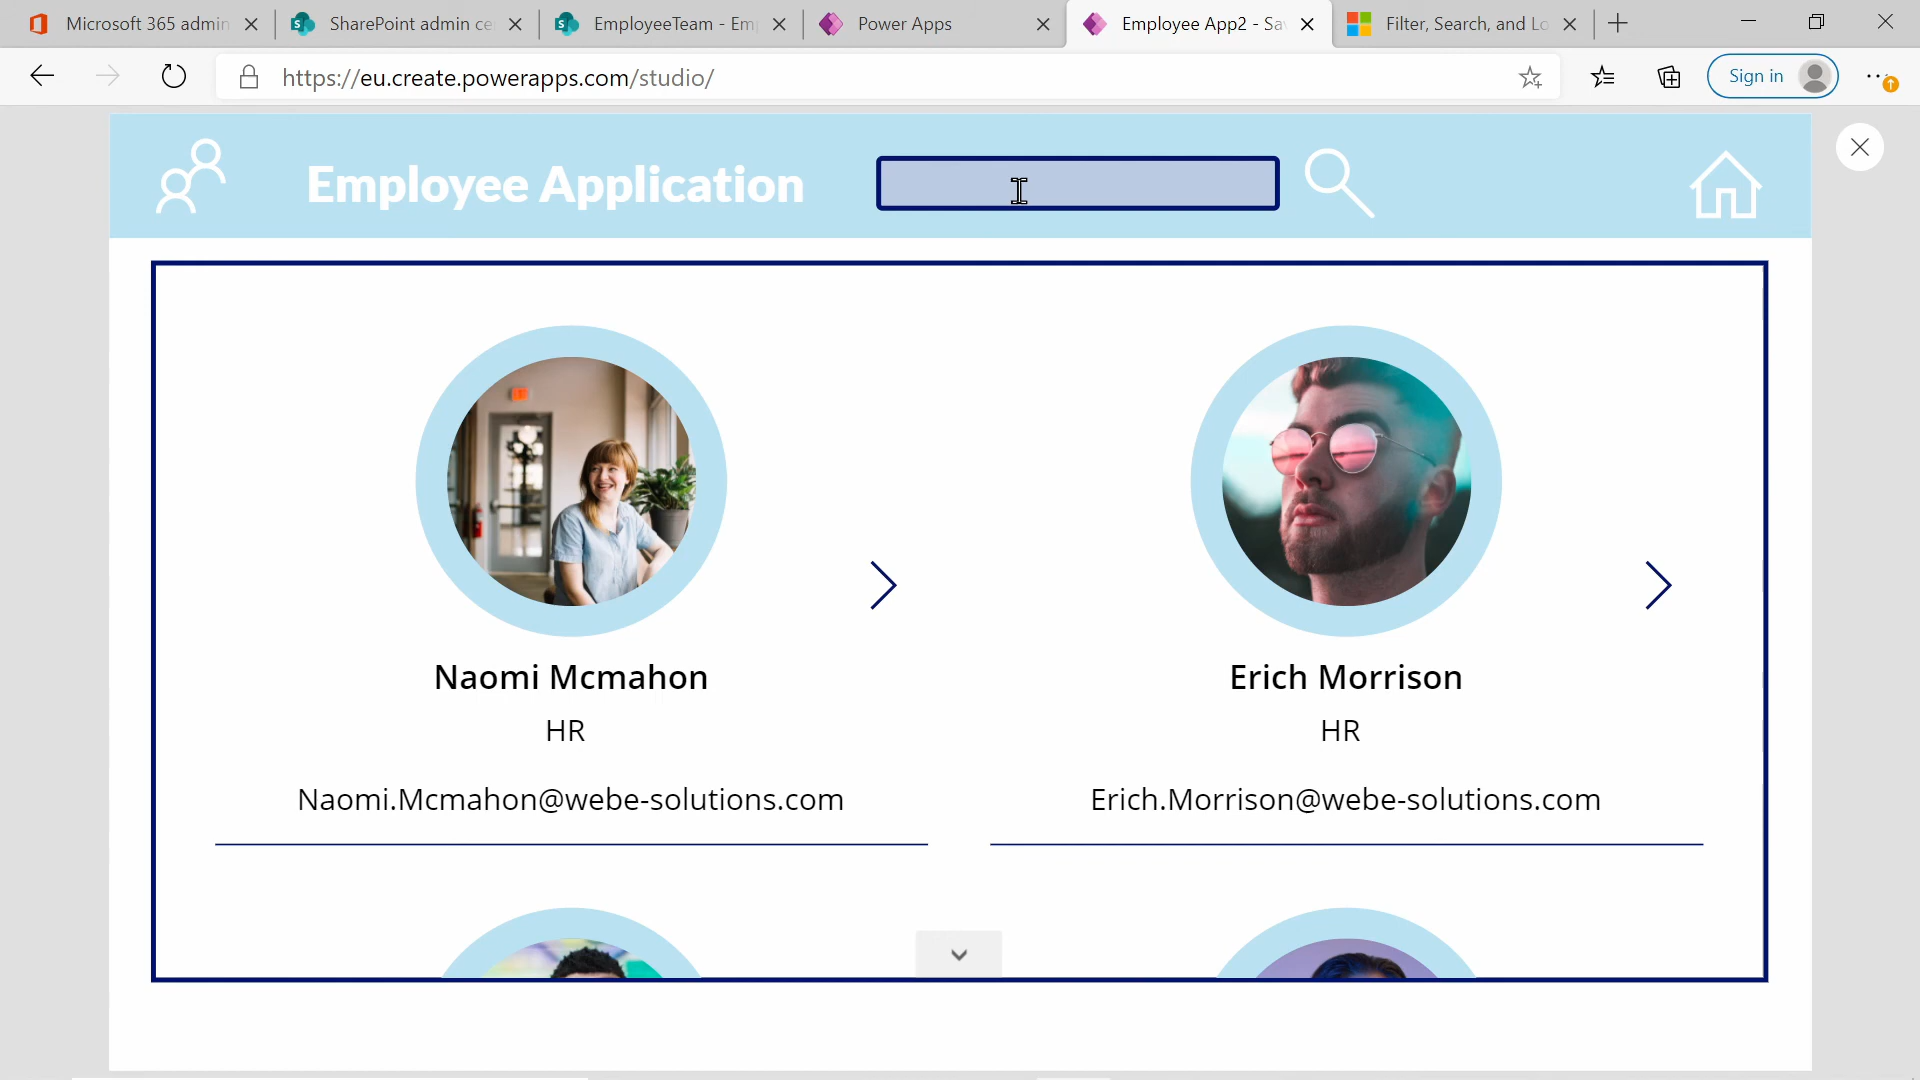 Microsoft 365 admin
SharePoint admin ce
EmployeeTeam - Em
Power Apps
Employee App2 - Sa
Filter, Search, and Lo
https://eu.create.powerapps.com/studio/
Sign in
Employee Application
Naomi Mcmahon
HR
Naomi.Mcmahon@webe-solutions.com
Erich Morrison
HR
Erich.Morrison@webe-solutions.com